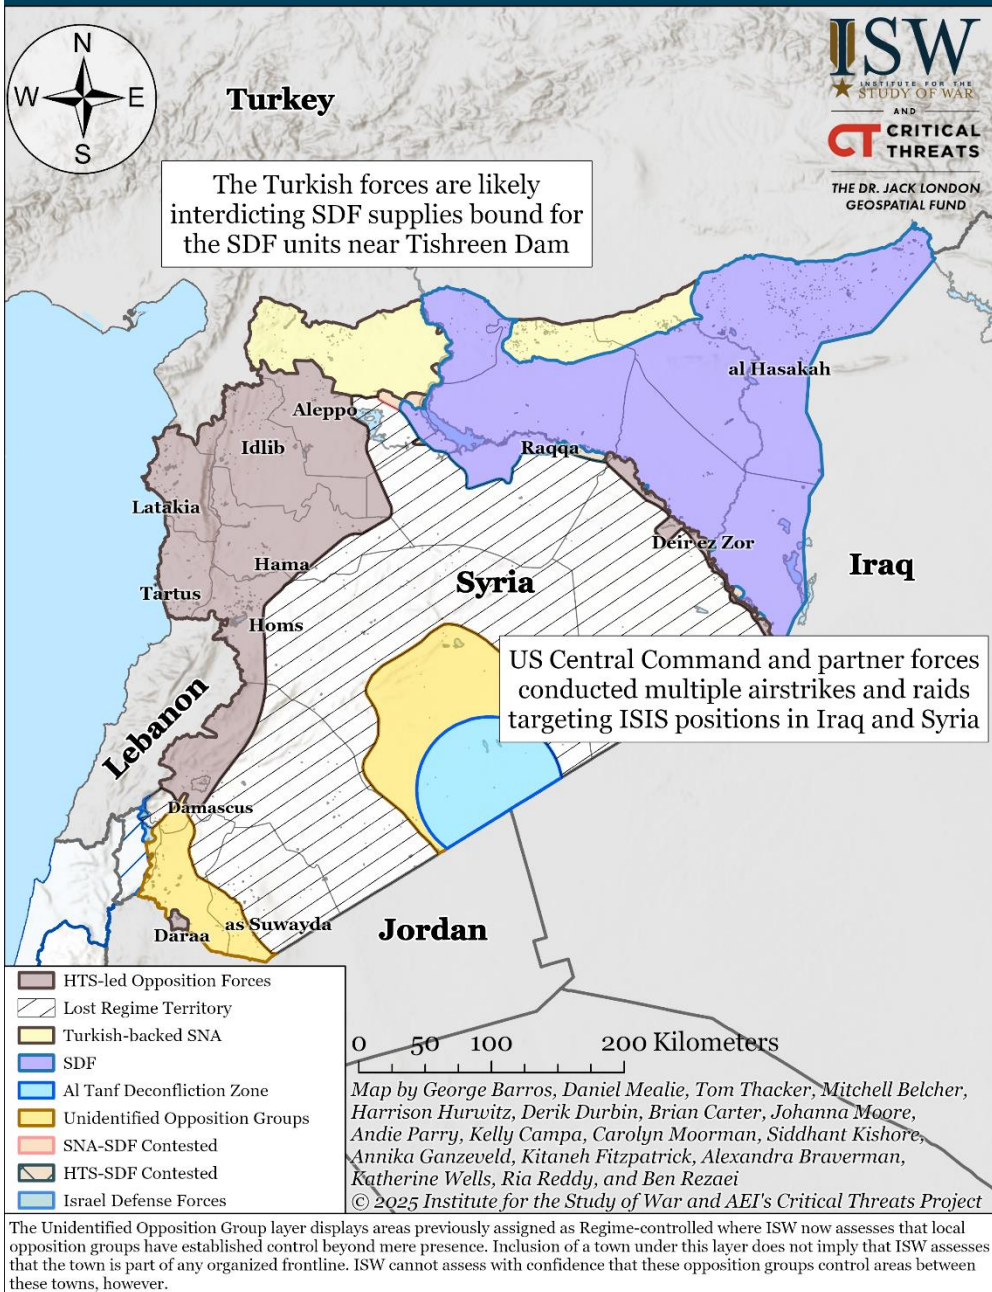 N
W
E
S
ISW
INSTITUTE FOR THE
STUDY OF WAR
AND
CT CRITICAL
THREATS
THE DR. JACK LONDON
GEOSPATIAL FUND
Turkey
The Turkish forces are likely
interdicting SDF supplies bound for
the SDF units near Tishreen Dam
al Hasakah
Aleppo
Idlib
Raqqa
Latakia
Deir ez Zor
Iraq
Hama
Syria
Tartus
Homs
US Central Command and partner forces
conducted multiple airstrikes and raids
targeting ISIS positions in Iraq and Syria
Lebanon
Damascus
as Suwayda
Daraa
Jordan
HTS-led Opposition Forces
Lost Regime Territory
Turkish-backed SNA
SDF
Al Tanf Deconfliction Zone
Unidentified Opposition Groups
SNA-SDF Contested
HTS-SDF Contested
Israel Defense Forces
0 50 100 200 Kilometers
Map by George Barros, Daniel Mealie, Tom Thacker, Mitchell Belcher,
Harrison Hurwitz, Derik Durbin, Brian Carter, Johanna Moore,
Andie Parry, Kelly Campa, Carolyn Moorman, Siddhant Kishore,
Annika Ganzeveld, Kitaneh Fitzpatrick, Alexandra Braverman,
Katherine Wells, Ria Reddy, and Ben Rezaei
© 2025 Institute for the Study of War and AEI's Critical Threats Project
The Unidentified Opposition Group layer displays areas previously assigned as Regime-controlled where ISW now assesses that local
opposition groups have established control beyond mere presence. Inclusion of a town under this layer does not imply that ISW assesses
that the town is part of any organized frontline. ISW cannot assess with confidence that these opposition groups control areas between
these towns, however.